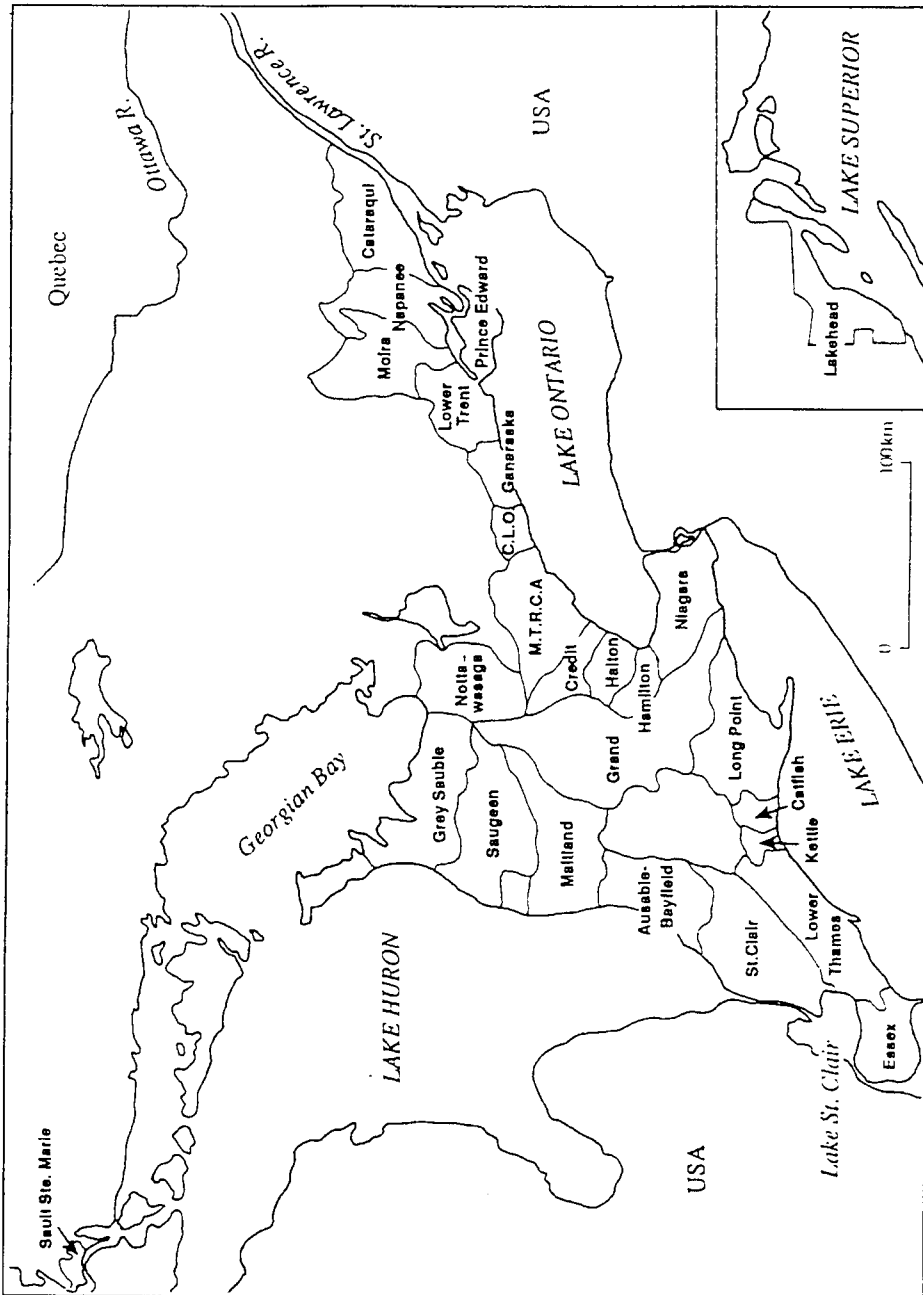 Quebec
Ottawa R.
St. Lawrence R.
USA
Sault Ste. Marie
Georgian Bay
LAKE HURON
Grey Sauble
Saugeen
Maitland
Ausable-
Bayfield
St.Clair
Lower
Thames
Essex
Lake St. Clair
USA
Notta-
wasaga
M.T.R.C.A
Credit
Halton
Hamilton
Grand
Niagara
Long Point
Catfish
Kettle
LAKE ERIE
C.L.O.
Ganaraska
Lower
Trent
Moira
Napanee
Cataraqui
Prince Edward
LAKE ONTARIO
0
100km
Lakehead
LAKE SUPERIOR